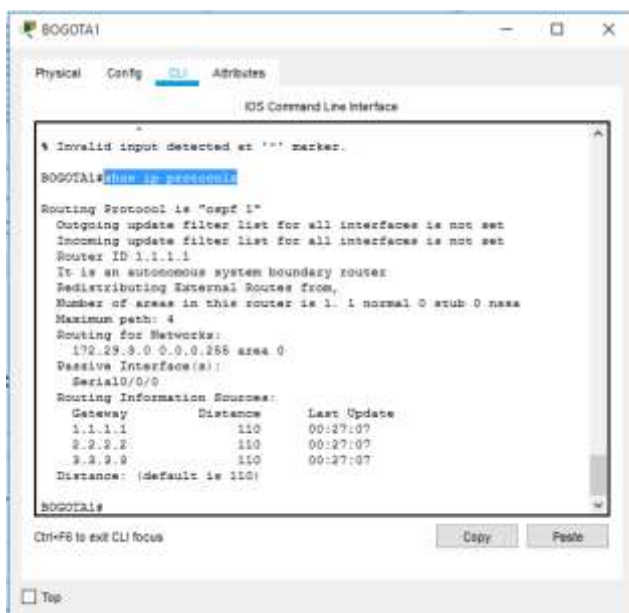 BOGOTA1
Physical Config CLI Attributes
IOS Command Line Interface
^
% Invalid input detected at '^' marker.
BOGOTA1#show ip protocols
Routing Protocol is "ospf 1"
Outgoing update filter list for all interfaces is not set
Incoming update filter list for all interfaces is not set
Router ID 1.1.1.1
It is an autonomous system boundary router
Redistributing External Routes from,
Number of areas in this router is 1. 1 normal 0 stub 0 nssa
Maximum path: 4
Routing for Networks:
172.29.3.0 0.0.0.255 area 0
Passive Interface(s):
Serial0/0/0
Routing Information Sources:
Gateway Distance Last Update
1.1.1.1 110 00:27:07
2.2.2.2 110 00:27:07
3.3.3.3 110 00:27:07
Distance: (default is 110)
BOGOTA1#
Ctrl+F6 to exit CLI focus
Copy Paste
Top